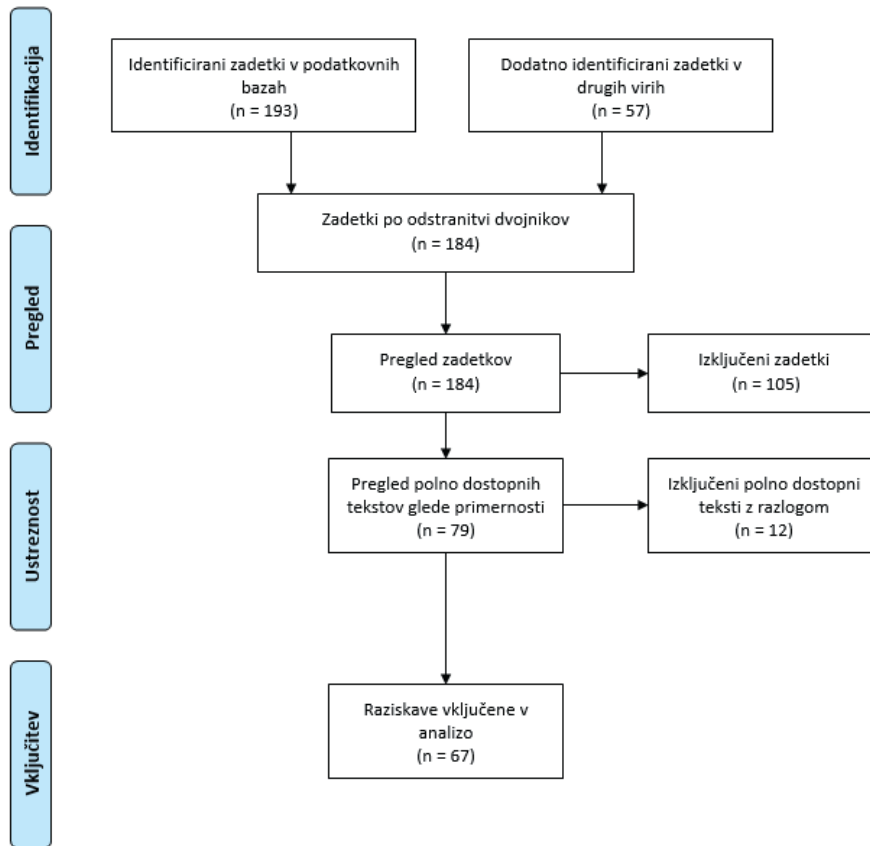 Identifikacija
Identificirani zadetki v podatkovnih
bazah
(n = 193)
Dodatno identificirani zadetki v
drugih virih
(n = 57)
Zadetki po odstranitvi dvojnikov
(n = 184)
Pregled
Pregled zadetkov
(n = 184)
Izključeni zadetki
(n = 105)
Ustreznost
Pregled polno dostopnih
tekstov glede primernosti
(n = 79)
Izključeni polno dostopni
teksti z razlogom
(n = 12)
Vključitev
Raziskave vključene v
analizo
(n = 67)